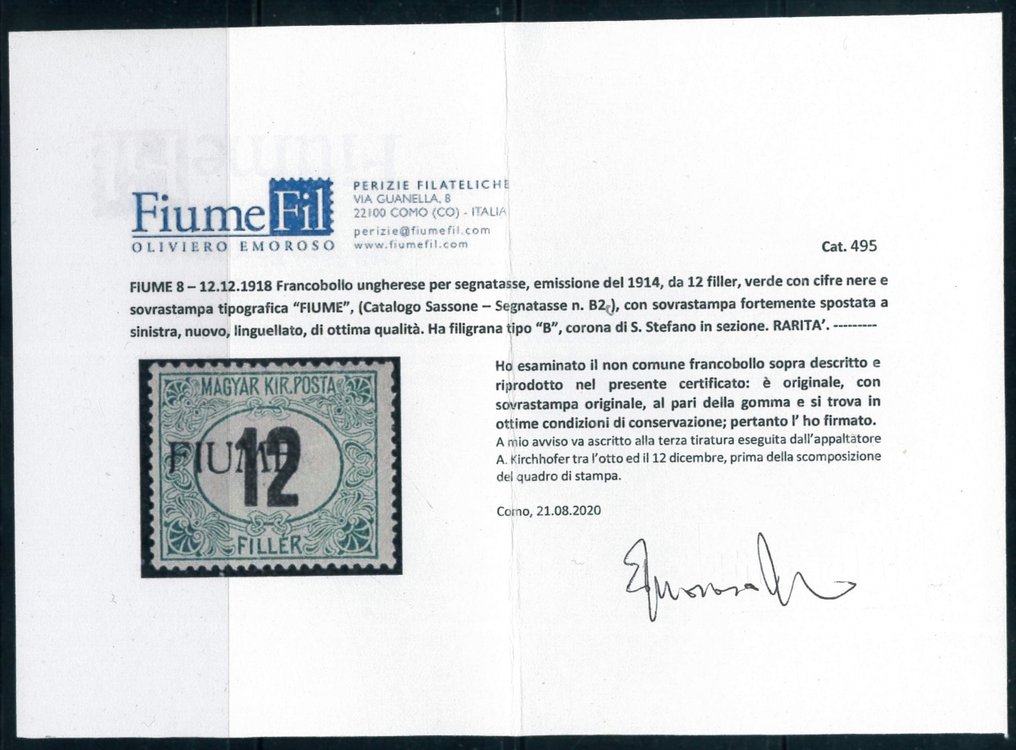 Fiume Fil
OLIVIERO EMOROSO
PERIZIE FILATELICHE
VIA GUANELLA, 8
22100 COMO (CO) - ITALIA
perizie@fiumefil.com
www.fiumefil.com
Cat. 495
FIUME 8 – 12.12.1918 Francobollo ungherese per segnatasse, emissione del 1914, da 12 filler, verde con cifre nere e
sovrastampa tipografica “FIUME”, (Catalogo Sassone – Segnatasse n. B2), con sovrastampa fortemente spostata a
sinistra, nuovo, linguellato, di ottima qualità. Ha filigrana tipo “B”, corona di S. Stefano in sezione. RARITA’. ---------
Ho esaminato il non comune francobollo sopra descritto e
riprodotto nel presente certificato: è originale, con
sovrastampa originale, al pari della gomma e si trova in
ottime condizioni di conservazione; pertanto l’ ho firmato.
A mio avviso va ascritto alla terza tiratura eseguita dall’appaltatore
A. Kirchhofer tra l’otto ed il 12 dicembre, prima della scomposizione
del quadro di stampa.
Como, 21.08.2020
MAGYAR KIR. POSTA
FIUME
12
FILLER